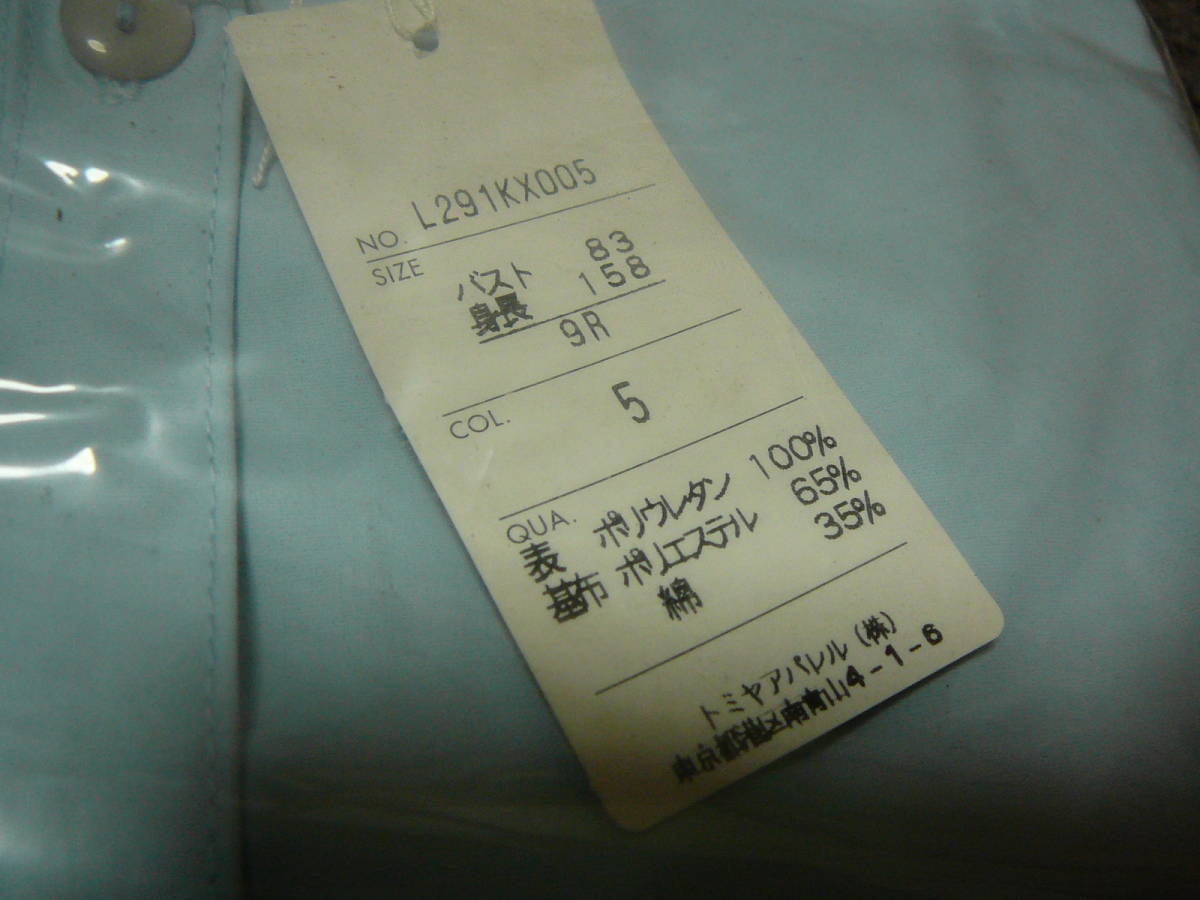 NO. L291KX005
SIZE バスト 83
身長 158
9R
COL. 5
QUA.
表 ポリウレタン 100%
基布 ポリエステル 65%
綿 35%
トミヤアパレル(株)
東京都港区南青山4-1-6